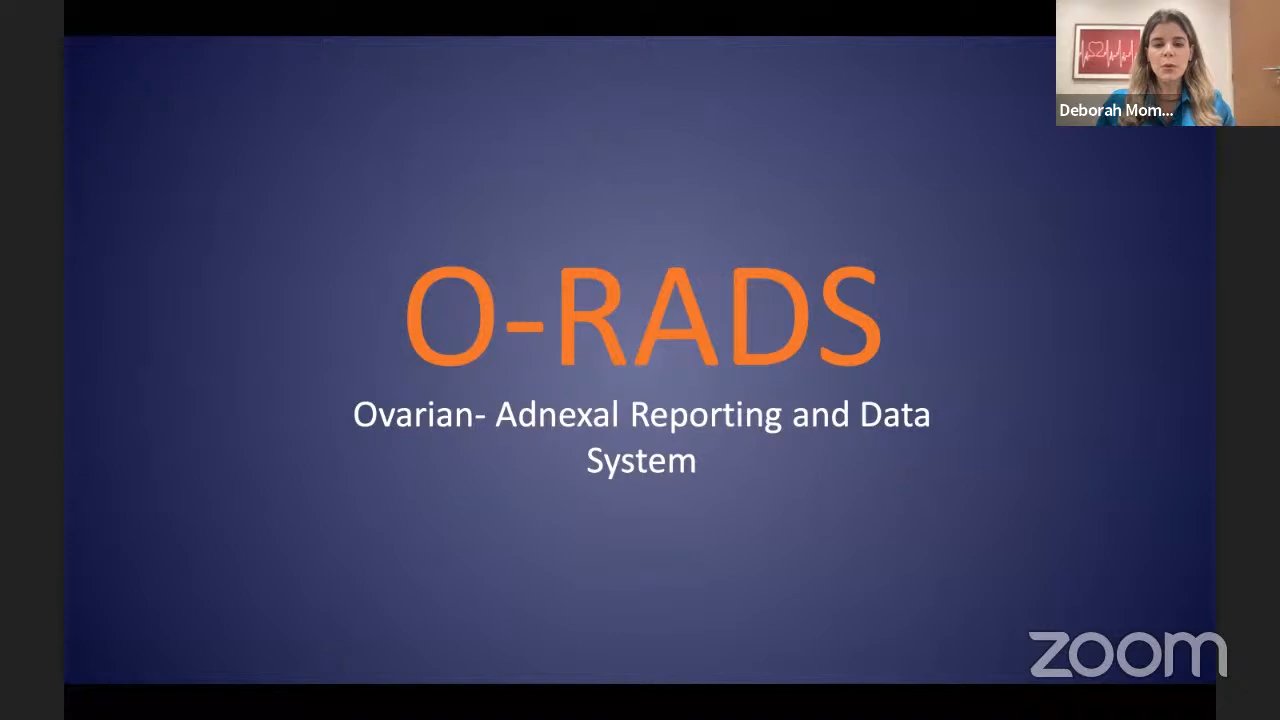 Deborah Mom...
O-RADS
Ovarian- Adnexal Reporting and Data
System
zoom